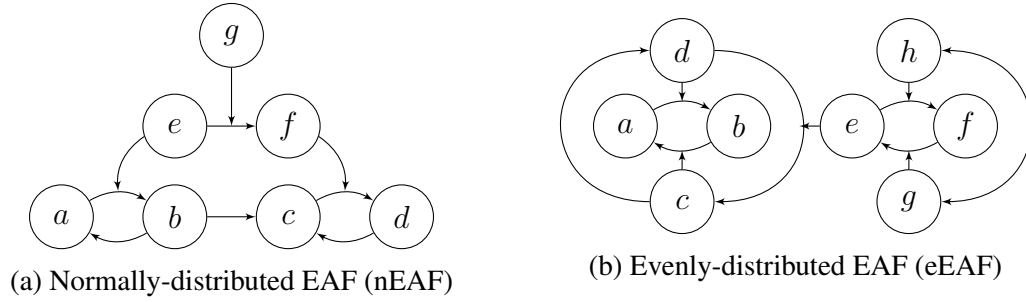 g
e f
a b c d
(a) Normally-distributed EAF (nEAF)
d h
a b e f
c g
(b) Evenly-distributed EAF (eEAF)